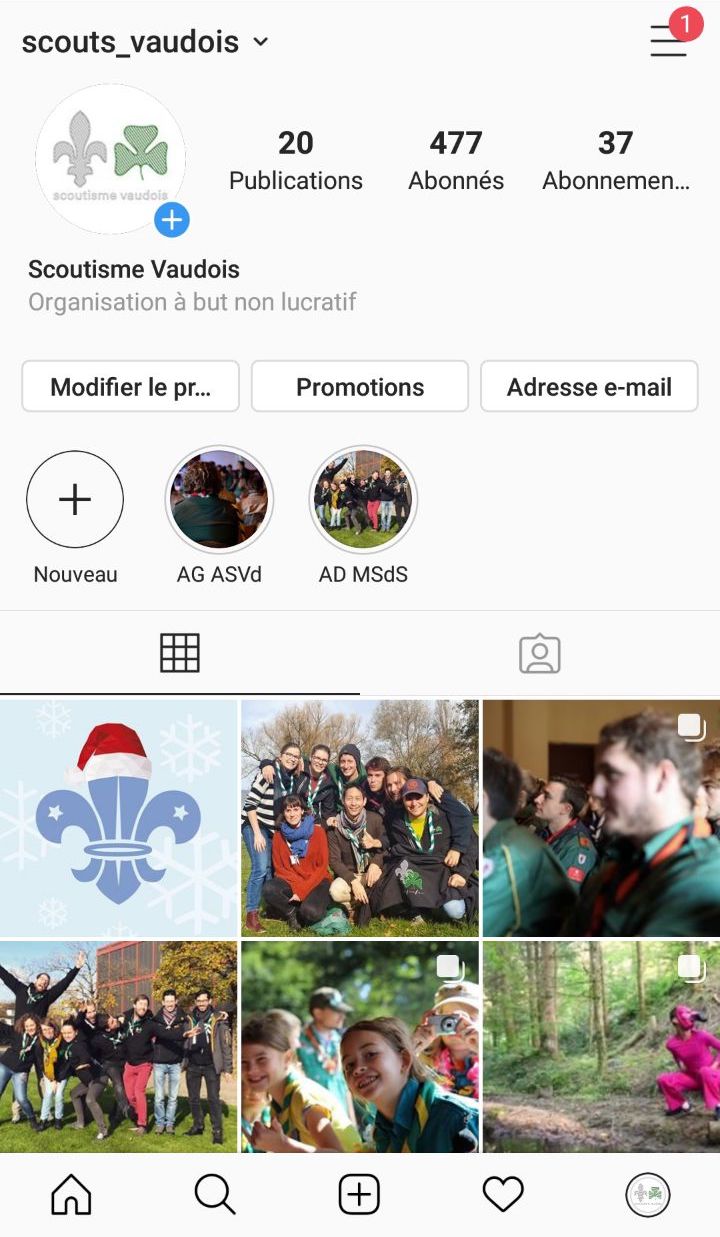 scouts_vaudois
1
20
477
37
Publications
Abonnés
Abonnemen...
scoutisme vaudois
Scoutisme Vaudois
Organisation à but non lucratif
Modifier le pr...
Promotions
Adresse e-mail
Nouveau
AG ASVd
AD MSdS